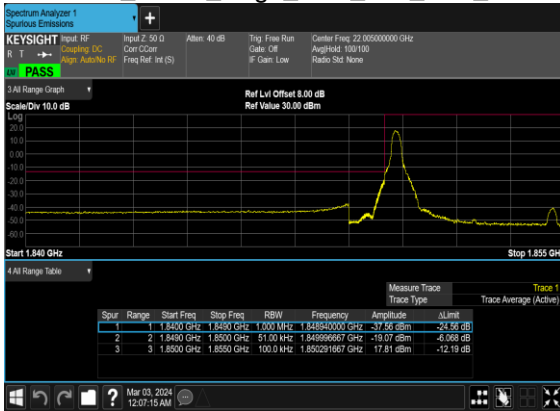 Spectrum Analyzer 1
Spurious Emissions
+
KEYSIGHT Input: RF Input Z: 50 Ω Atten: 40 dB Trig: Free Run Center Freq: 22.005000000 GHz
R T Coupling: DC Corr CCorr Gate: Off Avg|Hold: 100/100
Align: Auto/No RF Freq Ref: Int (S) IF Gain: Low Radio Std: None
LXI PASS
3 All Range Graph
Ref Lvl Offset 8.00 dB
Scale/Div 10.0 dB Ref Value 30.00 dBm
Log
20.0
10.0
0.00
-10.0
-20.0
-30.0
-40.0
-50.0
-60.0
Start 1.840 GHz Stop 1.855 GH
4 All Range Table
Measure Trace Trace 1
Trace Type Trace Average (Active)
Spur Range Start Freq Stop Freq RBW Frequency Amplitude ΔLimit
1 1 1.8400 GHz 1.8490 GHz 1.000 MHz 1.848940000 GHz -37.56 dBm -24.56 dB
2 2 1.8490 GHz 1.8500 GHz 51.00 kHz 1.849996667 GHz -19.07 dBm -6.068 dB
3 3 1.8500 GHz 1.8550 GHz 100.0 kHz 1.850291667 GHz 17.81 dBm -12.19 dB
? Mar 03, 2024
12:07:15 AM